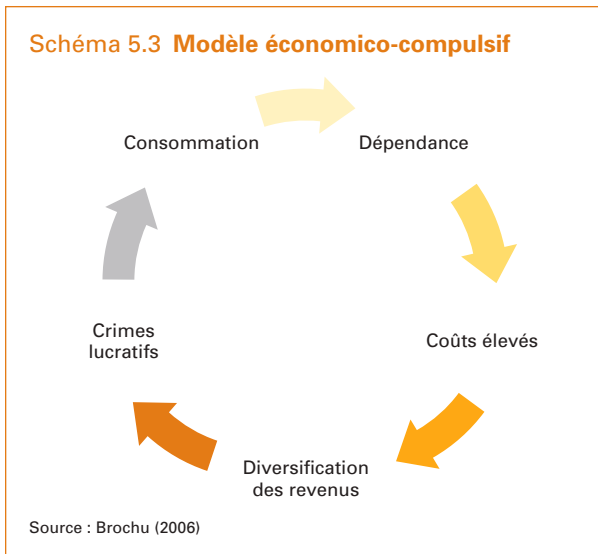 Schéma 5.3 Modèle économico-compulsif
Consommation
Dépendance
Coûts élevés
Diversification
des revenus
Crimes
lucratifs
Source : Brochu (2006)